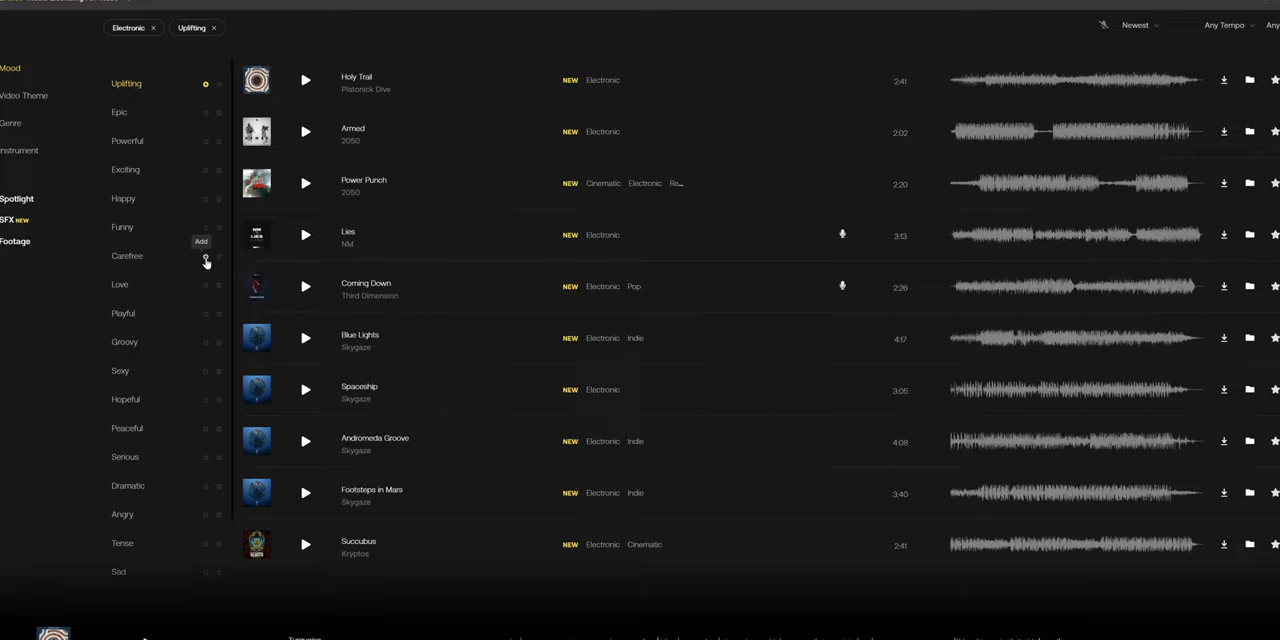 Electronic ×
Uplifting ×
Newest
Any Tempo
Any
Mood
Video Theme
Genre
Instrument
Spotlight
SFX NEW
Footage
Uplifting
Epic
Powerful
Exciting
Happy
Funny
Add
Carefree
Love
Playful
Groovy
Sexy
Hopeful
Peaceful
Serious
Dramatic
Angry
Tense
Sad
Holy Trail
Platonick Dive
NEW Electronic
2:41
Armed
2050
NEW Electronic
2:02
Power Punch
2050
NEW Cinematic Electronic Re...
2:20
Lies
NM
NEW Electronic
3:13
Coming Down
Third Dimension
NEW Electronic Pop
2:26
Blue Lights
Skygaze
NEW Electronic Indie
4:17
Spaceship
Skygaze
NEW Electronic
3:05
Andromeda Groove
Skygaze
NEW Electronic Indie
4:08
Footsteps in Mars
Skygaze
NEW Electronic Indie
3:40
Succubus
Kryptos
NEW Electronic Cinematic
2:41